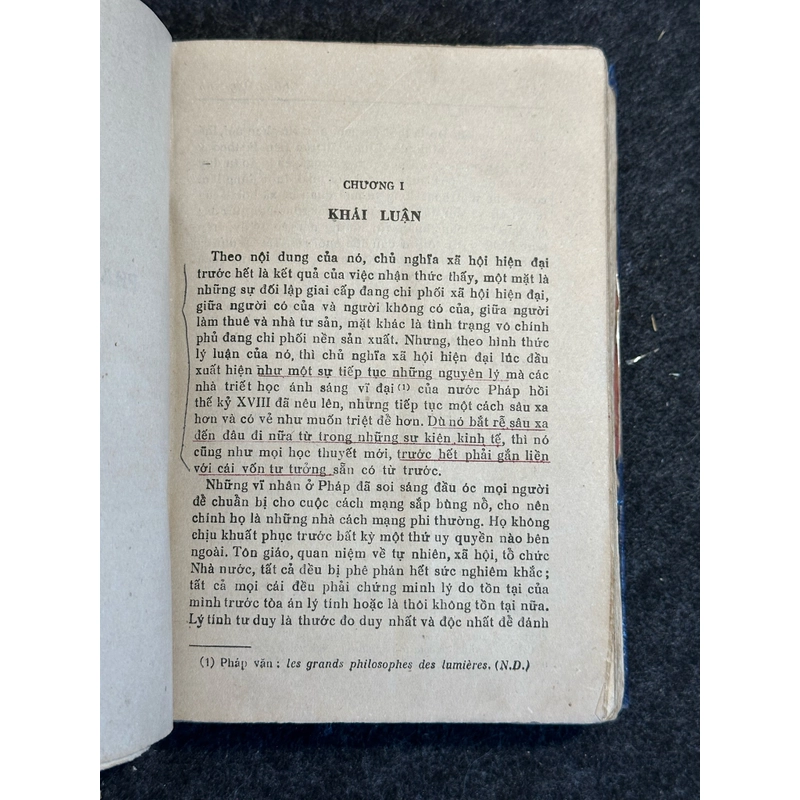 CHƯƠNG I
KHÁI LUẬN
Theo nội dung của nó, chủ nghĩa xã hội hiện đại
trước hết là kết quả của việc nhận thức thấy, một mặt là
những sự đối lập giai cấp đang chi phối xã hội hiện đại,
giữa người có của và người không có của, giữa người
làm thuê và nhà tư sản, mặt khác là tình trạng vô chính
phủ đang chi phối nền sản xuất. Nhưng, theo hình thức
lý luận của nó, thì chủ nghĩa xã hội hiện đại lúc đầu
xuất hiện như một sự tiếp tục những nguyên lý mà các
nhà triết học ánh sáng vĩ đại (1) của nước Pháp hồi
thế kỷ XVIII đã nêu lên, nhưng tiếp tục một cách sâu xa
hơn và có vẻ như muốn triệt để hơn. Dù nó bắt rễ sâu xa
đến đâu đi nữa từ trong những sự kiện kinh tế, thì nó
cũng như mọi học thuyết mới, trước hết phải gắn liền
với cái vốn tư tưởng sẵn có từ trước.
Những vĩ nhân ở Pháp đã soi sáng đầu óc mọi người
để chuẩn bị cho cuộc cách mạng sắp bùng nổ, cho nên
chính họ là những nhà cách mạng phi thường. Họ không
chịu khuất phục trước bất kỳ một thứ uy quyền nào bên
ngoài. Tôn giáo, quan niệm về tự nhiên, xã hội, tổ chức
Nhà nước, tất cả đều bị phê phán hết sức nghiêm khắc;
tất cả mọi cái đều phải chứng minh lý do tồn tại của
mình trước tòa án lý tính hoặc là thôi không tồn tại nữa.
Lý tính tư duy là thước đo duy nhất và độc nhất để đánh
(1) Pháp văn: les grands philosophes des lumières. (N.D.)